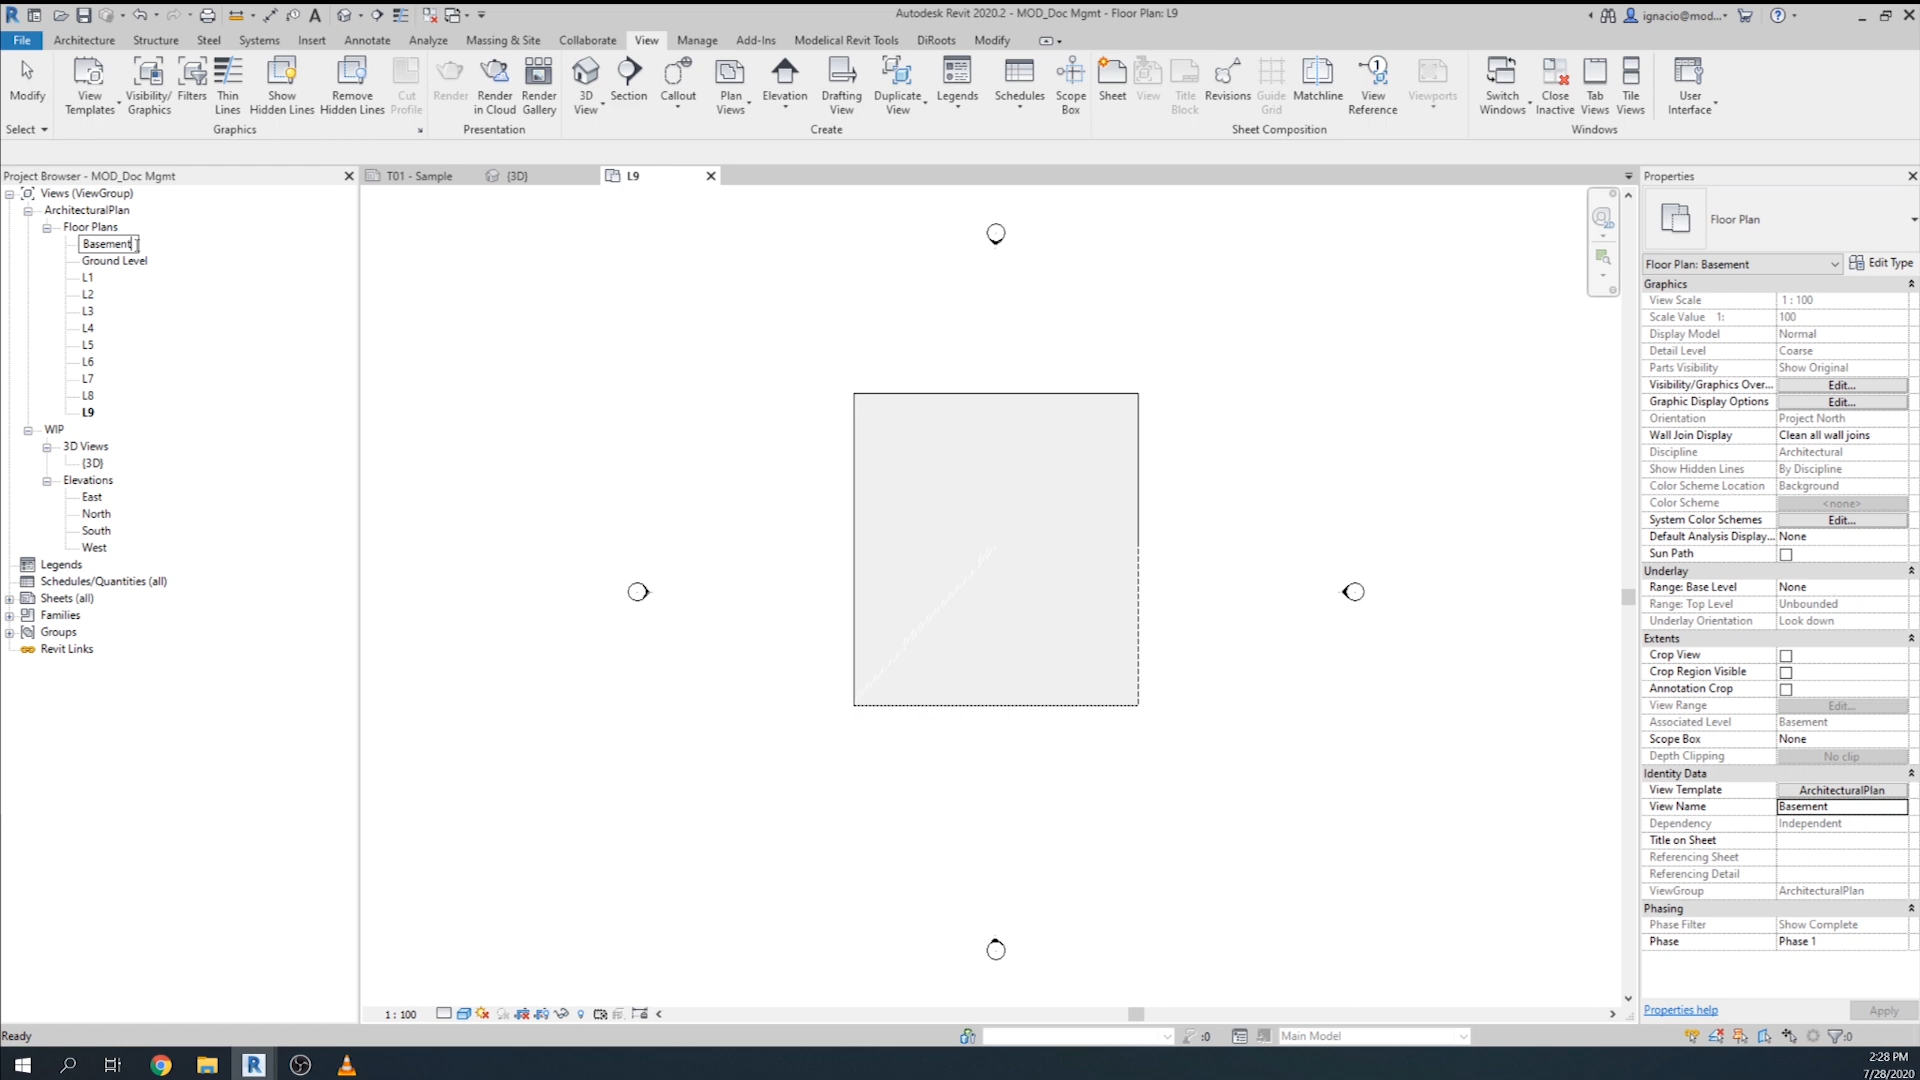 Autodesk Revit 2020.2 - MOD_Doc Mgmt - Floor Plan: L9
ignacio@mod...
File Architecture Structure Steel Systems Insert Annotate Analyze Massing & Site Collaborate View Manage Add-Ins Modelical Revit Tools DiRoots Modify
Modify
View Templates
Visibility/ Graphics
Filters
Thin Lines
Show Hidden Lines
Remove Hidden Lines
Cut Profile
Render
Render in Cloud
Render Gallery
3D View
Section
Callout
Plan Views
Elevation
Drafting View
Duplicate View
Legends
Schedules
Scope Box
Sheet
View
Title Block
Revisions
Guide Grid
Matchline
View Reference
Viewports
Switch Windows
Close Inactive
Tab Views
Tile Views
User Interface
Select
Graphics
Presentation
Create
Sheet Composition
Windows
Project Browser - MOD_Doc Mgmt
Views (ViewGroup)
ArchitecturalPlan
Floor Plans
Basement
Ground Level
L1
L2
L3
L4
L5
L6
L7
L8
L9
WIP
3D Views
{3D}
Elevations
East
North
South
West
Legends
Schedules/Quantities (all)
Sheets (all)
Families
Groups
Revit Links
T01 - Sample
{3D}
L9
1 : 100
Properties
Floor Plan
Floor Plan: Basement
Edit Type
Graphics
View Scale 1 : 100
Scale Value 1: 100
Display Model Normal
Detail Level Coarse
Parts Visibility Show Original
Visibility/Graphics Over... Edit...
Graphic Display Options Edit...
Orientation Project North
Wall Join Display Clean all wall joins
Discipline Architectural
Show Hidden Lines By Discipline
Color Scheme Location Background
Color Scheme <none>
System Color Schemes Edit...
Default Analysis Display... None
Sun Path
Underlay
Range: Base Level None
Range: Top Level Unbounded
Underlay Orientation Look down
Extents
Crop View
Crop Region Visible
Annotation Crop
View Range Edit...
Associated Level Basement
Scope Box None
Depth Clipping No clip
Identity Data
View Template ArchitecturalPlan
View Name Basement
Dependency Independent
Title on Sheet
Referencing Sheet
Referencing Detail
ViewGroup ArchitecturalPlan
Phasing
Phase Filter Show Complete
Phase Phase 1
Properties help
Apply
Ready
:0
Main Model
:0
2:28 PM
7/28/2020